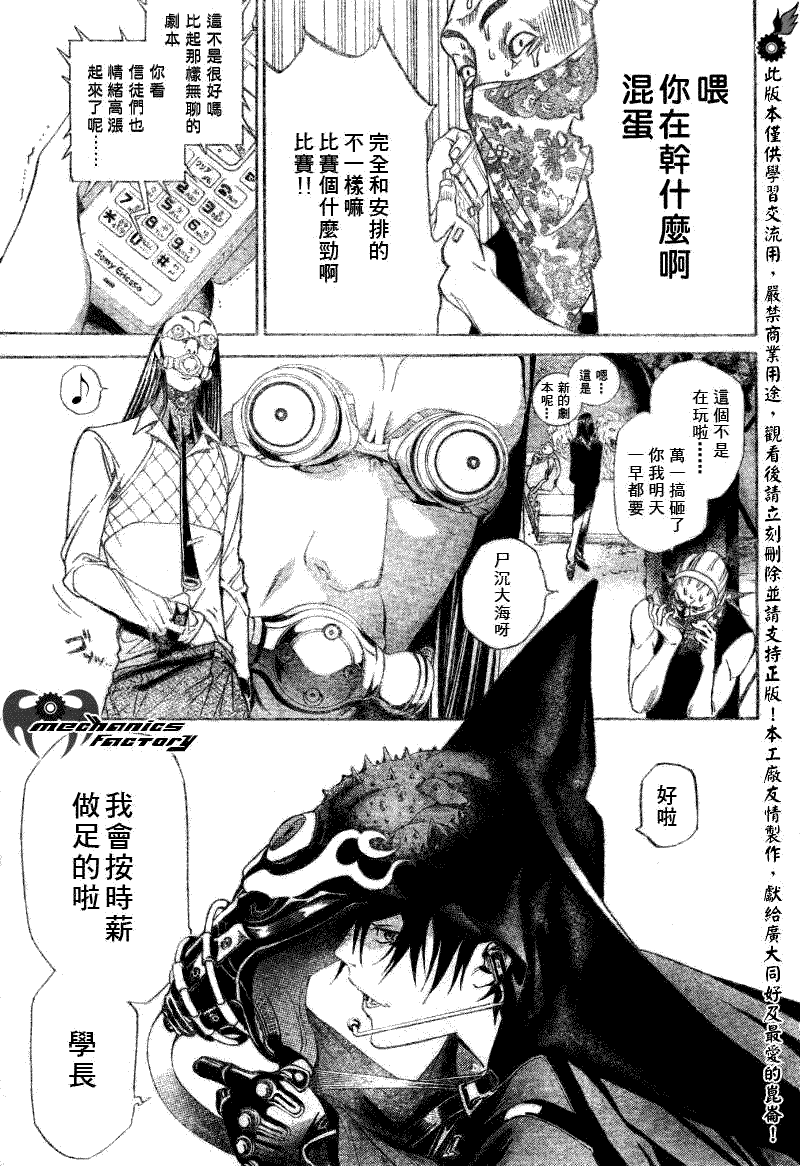 喂
你在幹什麼啊
混蛋
完全和安排的
不一樣嘛
比賽個什麼勁啊
比賽!!
這不是很好嗎
比起那樣無聊的
劇本
你看
信徒們也
情緒高漲
起來了呢……
Sony Ericsson
這個不是
在玩啦……
萬一搞砸了
你我明天
一早都要
嗯…
這是
新的劇
本呢…
尸沉大海呀
♪
mechanics
factory
好啦
我會按時薪
做足的啦
學長
此版本僅供學習交流用，嚴禁商業用途，觀看後請立刻刪除並請支持正版！本工廠友情製作，獻給廣大同好及最愛的崑崙！